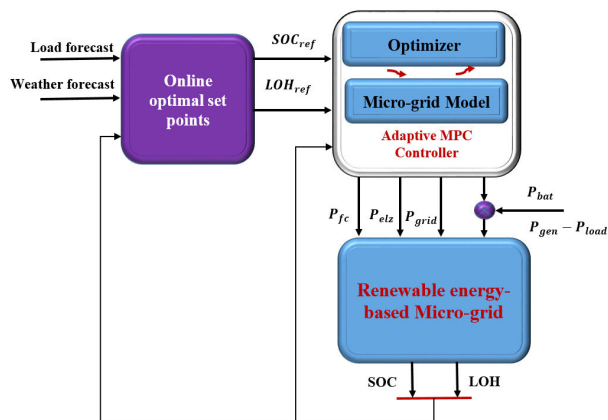 Load forecast
Weather forecast
Online
optimal set
points
SOC_ref
LOH_ref
Optimizer
Micro-grid Model
Adaptive MPC
Controller
P_fc
P_elz
P_grid
P_bat
P_gen − P_load
Renewable energy-
based Micro-grid
SOC
LOH